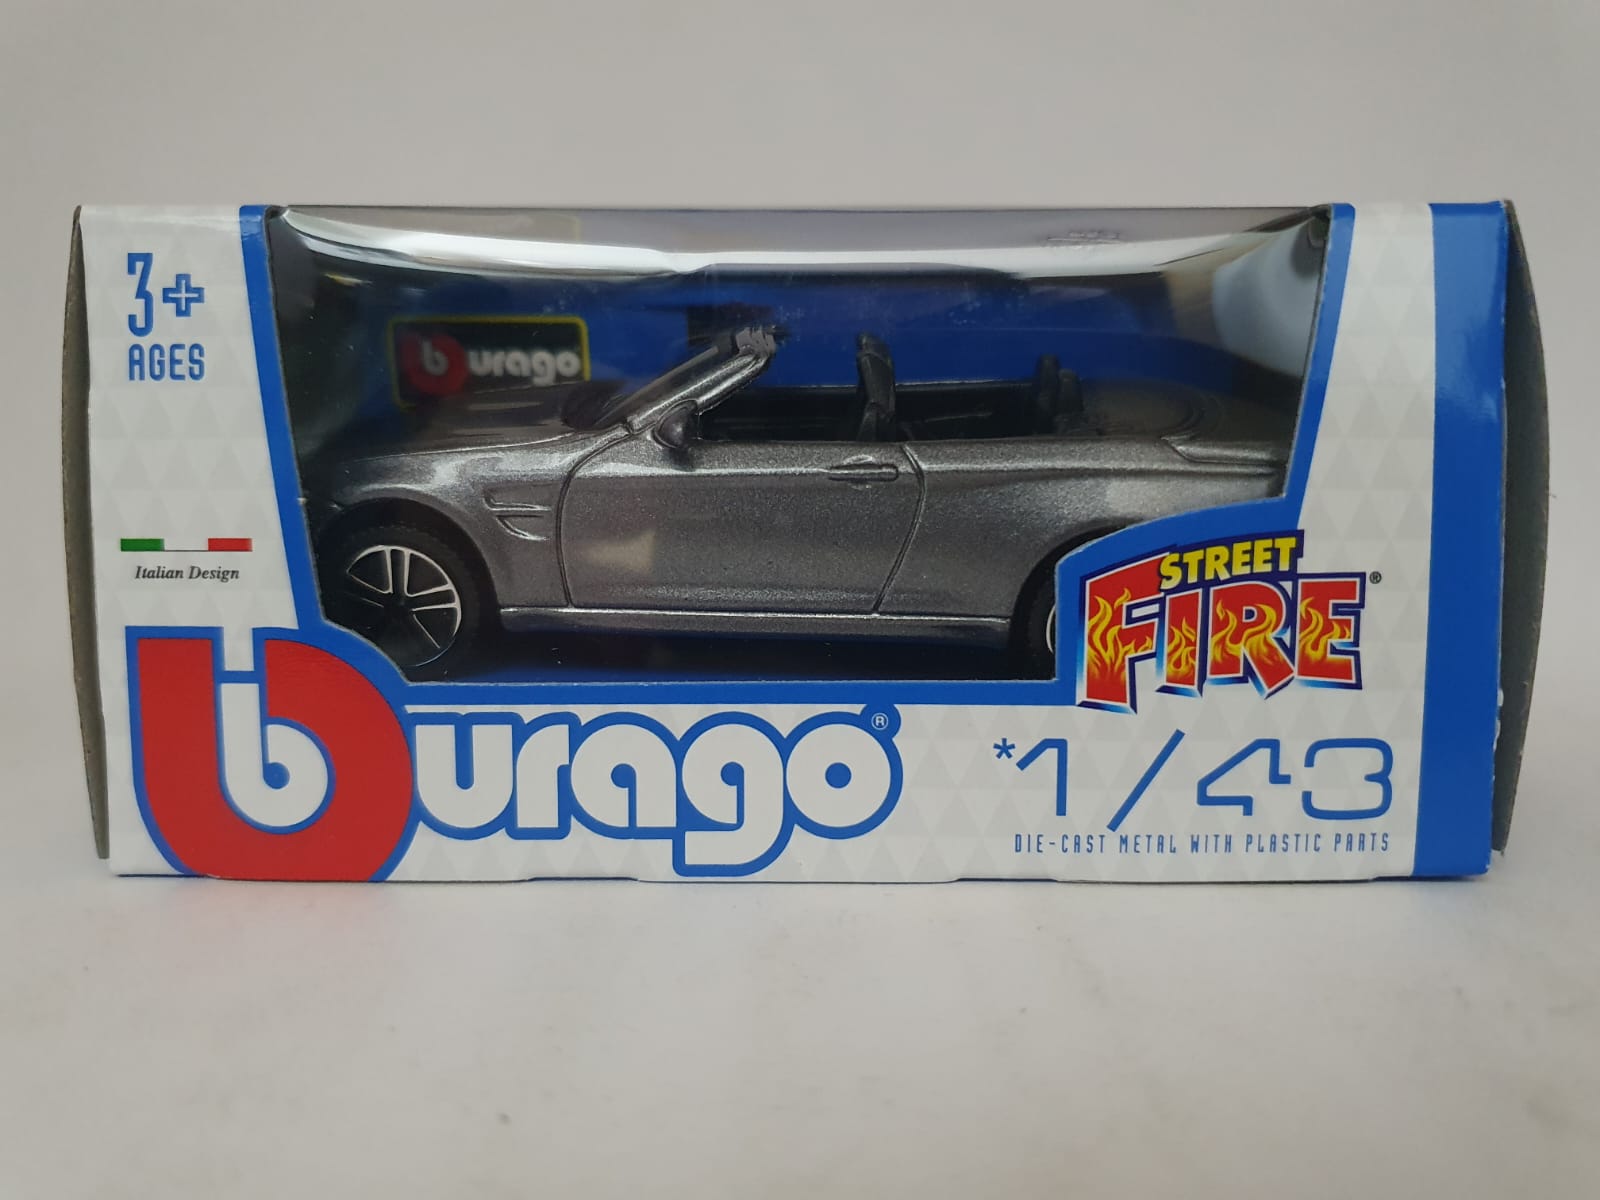 3+
AGES
burago
Italian Design
STREET
FIRE®
burago®
*1/43
DIE-CAST METAL WITH PLASTIC PARTS